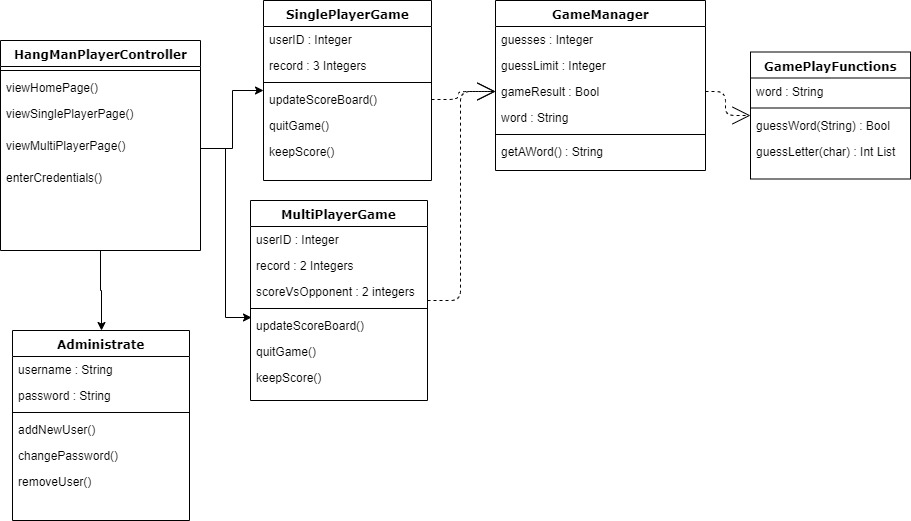 HangManPlayerController
viewHomePage()
viewSinglePlayerPage()
viewMultiPlayerPage()
enterCredentials()
SinglePlayerGame
userID : Integer
record : 3 Integers
updateScoreBoard()
quitGame()
keepScore()
GameManager
guesses : Integer
guessLimit : Integer
gameResult : Bool
word : String
getAWord() : String
GamePlayFunctions
word : String
guessWord(String) : Bool
guessLetter(char) : Int List
MultiPlayerGame
userID : Integer
record : 2 Integers
scoreVsOpponent : 2 integers
updateScoreBoard()
quitGame()
keepScore()
Administrate
username : String
password : String
addNewUser()
changePassword()
removeUser()